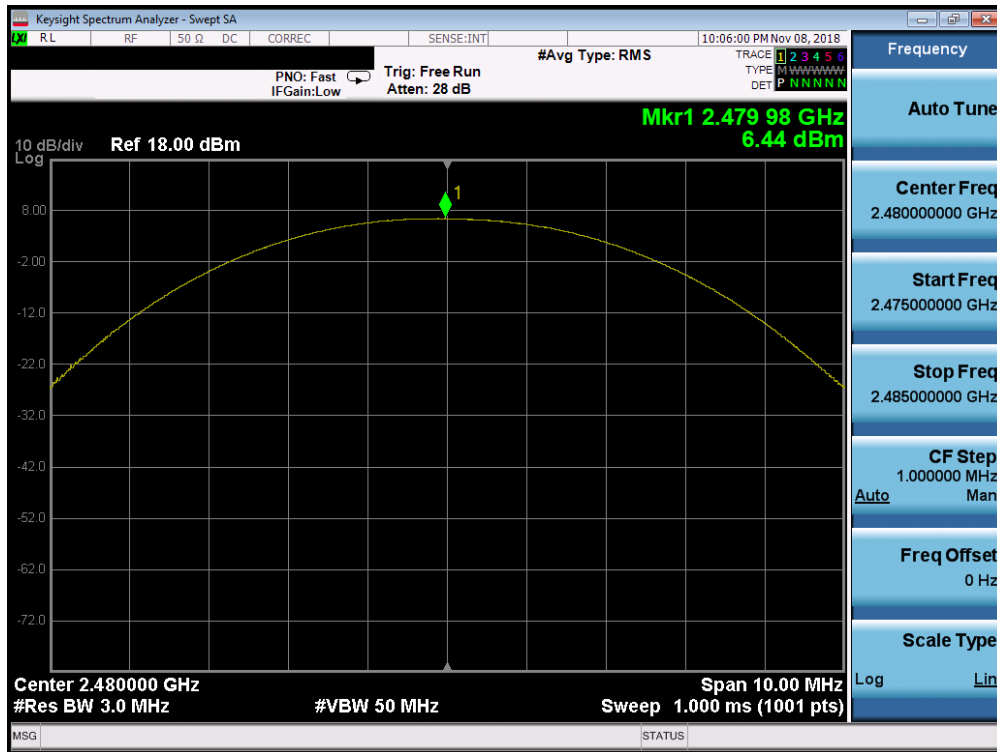 Keysight Spectrum Analyzer - Swept SA
LXI RL RF 50 Ω DC CORREC SENSE:INT 10:06:00 PM Nov 08, 2018
#Avg Type: RMS
TRACE 1 2 3 4 5 6
PNO: Fast Trig: Free Run
TYPE M WWWWW
IFGain:Low Atten: 28 dB
DET P N N N N N
Mkr1 2.479 98 GHz
6.44 dBm
10 dB/div Ref 18.00 dBm
Log
1
8.00
-2.00
-12.0
-22.0
-32.0
-42.0
-52.0
-62.0
-72.0
Center 2.480000 GHz Span 10.00 MHz
#Res BW 3.0 MHz #VBW 50 MHz Sweep 1.000 ms (1001 pts)
MSG STATUS
Frequency
Auto Tune
Center Freq
2.480000000 GHz
Start Freq
2.475000000 GHz
Stop Freq
2.485000000 GHz
CF Step
1.000000 MHz
Auto Man
Freq Offset
0 Hz
Scale Type
Log Lin